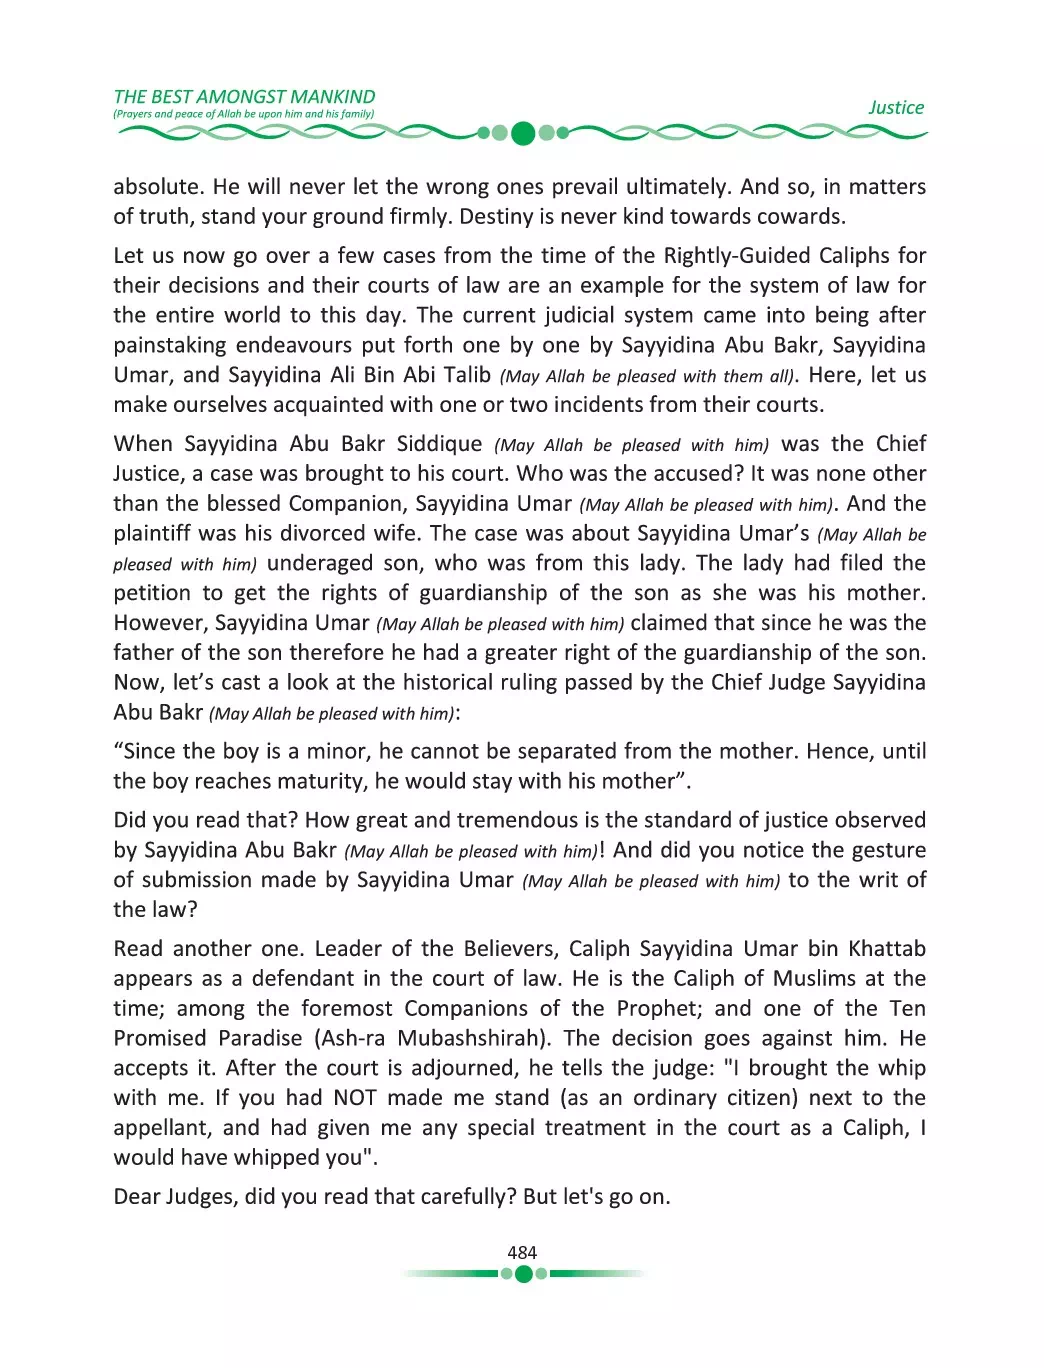 THE BEST AMONGST MANKIND
(Prayers and peace of Allah be upon him and his family)
Justice
absolute. He will never let the wrong ones prevail ultimately. And so, in matters
of truth, stand your ground firmly. Destiny is never kind towards cowards.
Let us now go over a few cases from the time of the Rightly-Guided Caliphs for
their decisions and their courts of law are an example for the system of law for
the entire world to this day. The current judicial system came into being after
painstaking endeavours put forth one by one by Sayyidina Abu Bakr, Sayyidina
Umar, and Sayyidina Ali Bin Abi Talib (May Allah be pleased with them all). Here, let us
make ourselves acquainted with one or two incidents from their courts.
When Sayyidina Abu Bakr Siddique (May Allah be pleased with him) was the Chief
Justice, a case was brought to his court. Who was the accused? It was none other
than the blessed Companion, Sayyidina Umar (May Allah be pleased with him). And the
plaintiff was his divorced wife. The case was about Sayyidina Umar’s (May Allah be
pleased with him) underaged son, who was from this lady. The lady had filed the
petition to get the rights of guardianship of the son as she was his mother.
However, Sayyidina Umar (May Allah be pleased with him) claimed that since he was the
father of the son therefore he had a greater right of the guardianship of the son.
Now, let’s cast a look at the historical ruling passed by the Chief Judge Sayyidina
Abu Bakr (May Allah be pleased with him):
“Since the boy is a minor, he cannot be separated from the mother. Hence, until
the boy reaches maturity, he would stay with his mother”.
Did you read that? How great and tremendous is the standard of justice observed
by Sayyidina Abu Bakr (May Allah be pleased with him)! And did you notice the gesture
of submission made by Sayyidina Umar (May Allah be pleased with him) to the writ of
the law?
Read another one. Leader of the Believers, Caliph Sayyidina Umar bin Khattab
appears as a defendant in the court of law. He is the Caliph of Muslims at the
time; among the foremost Companions of the Prophet; and one of the Ten
Promised Paradise (Ash-ra Mubashshirah). The decision goes against him. He
accepts it. After the court is adjourned, he tells the judge: "I brought the whip
with me. If you had NOT made me stand (as an ordinary citizen) next to the
appellant, and had given me any special treatment in the court as a Caliph, I
would have whipped you".
Dear Judges, did you read that carefully? But let's go on.
484